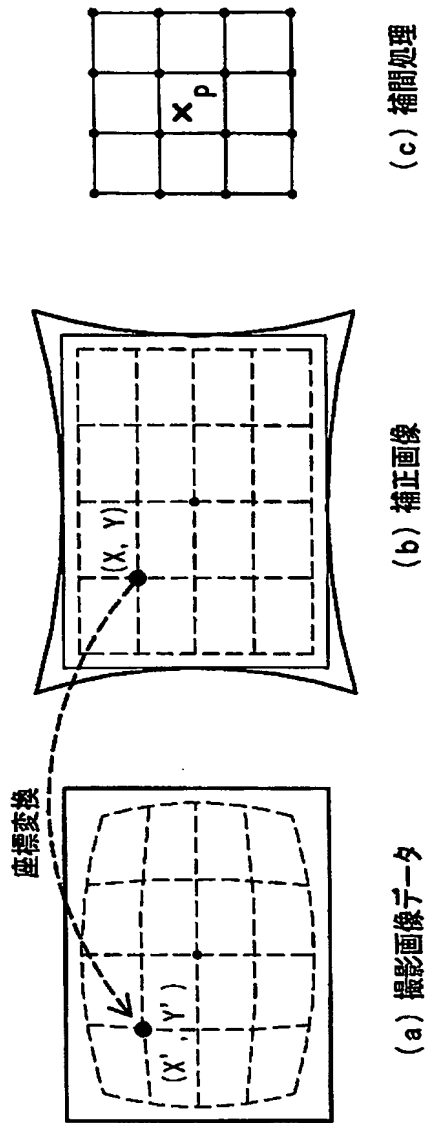 座標変換
(X', Y')
(X, Y)
p
(a) 撮影画像データ
(b) 補正画像
(c) 補間処理